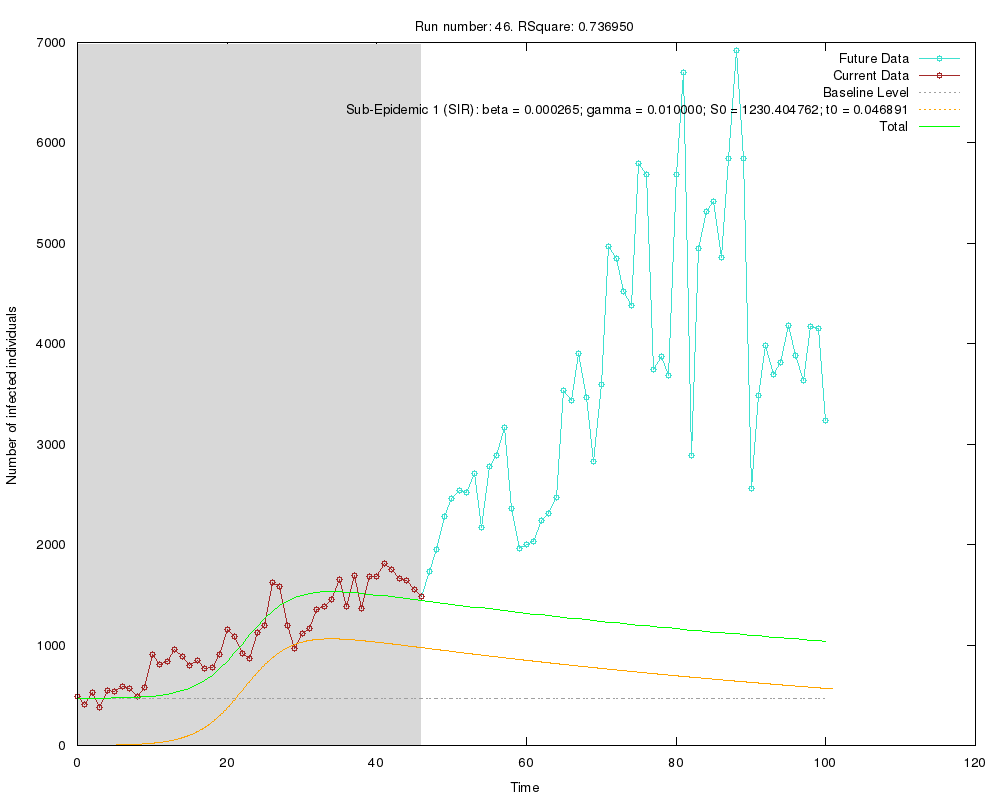 Run number: 46. RSquare: 0.736950
Future Data
Current Data
Baseline Level
Sub-Epidemic 1 (SIR): beta = 0.000265; gamma = 0.010000; S0 = 1230.404762; t0 = 0.046891
Total
7000
6000
5000
4000
3000
2000
1000
0
Number of infected individuals
0 20 40 60 80 100 120
Time